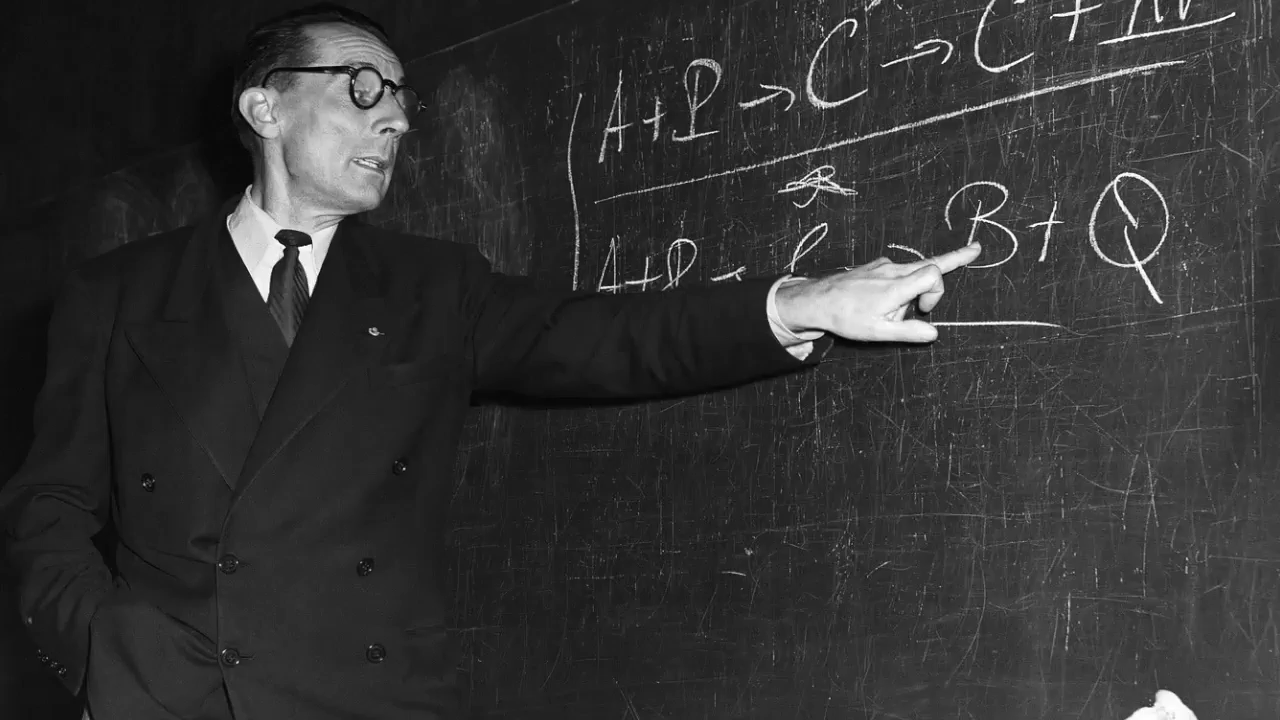 A+P → C → C + hν
A+P → C → B + Q